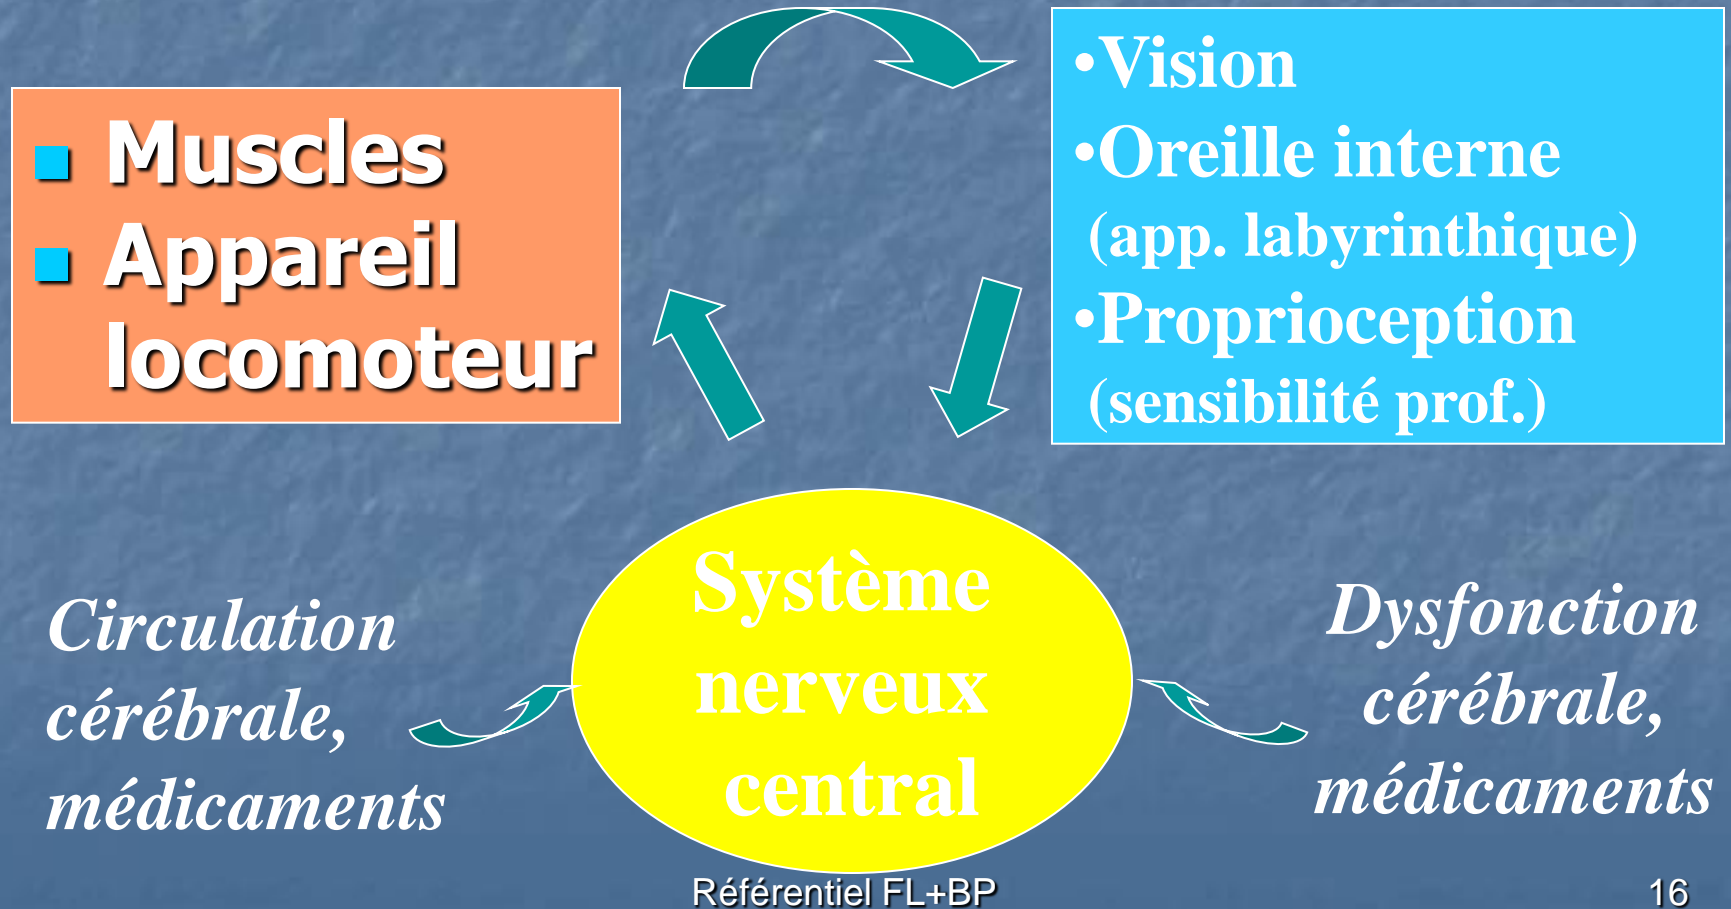 Muscles
Appareil
locomoteur
•Vision
•Oreille interne
(app. labyrinthique)
•Proprioception
(sensibilité prof.)
Système
nerveux
central
Circulation
cérébrale,
médicaments
Dysfonction
cérébrale,
médicaments
Référentiel FL+BP
16